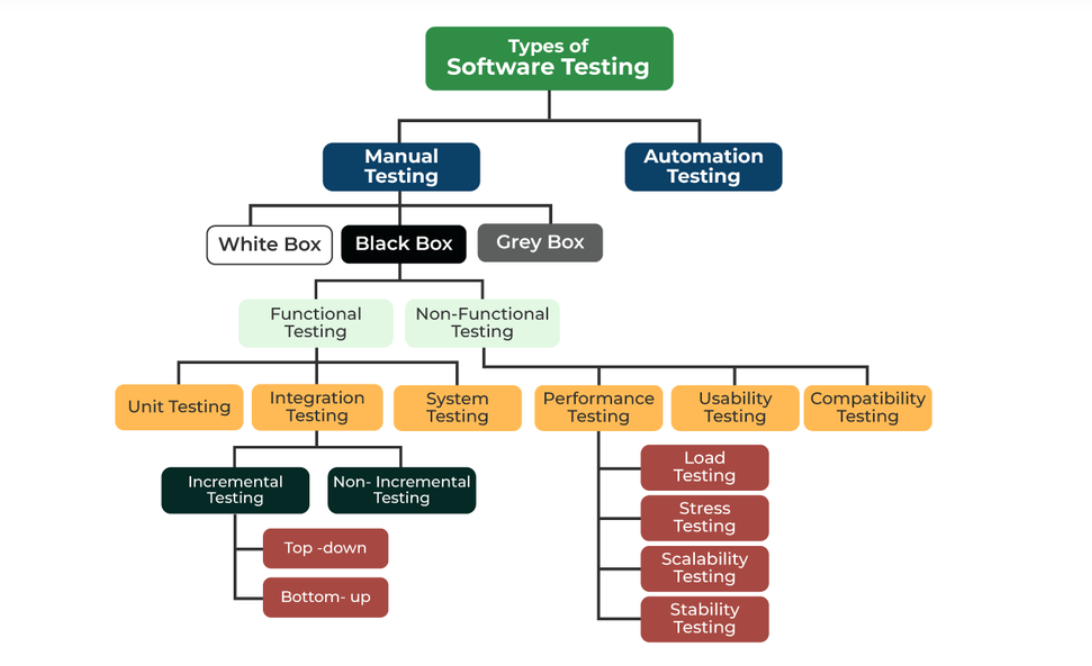 Types of
Software Testing
Manual
Testing
Automation
Testing
White Box
Black Box
Grey Box
Functional
Testing
Non-Functional
Testing
Unit Testing
Integration
Testing
System
Testing
Performance
Testing
Usability
Testing
Compatibility
Testing
Incremental
Testing
Non- Incremental
Testing
Top -down
Bottom- up
Load
Testing
Stress
Testing
Scalability
Testing
Stability
Testing